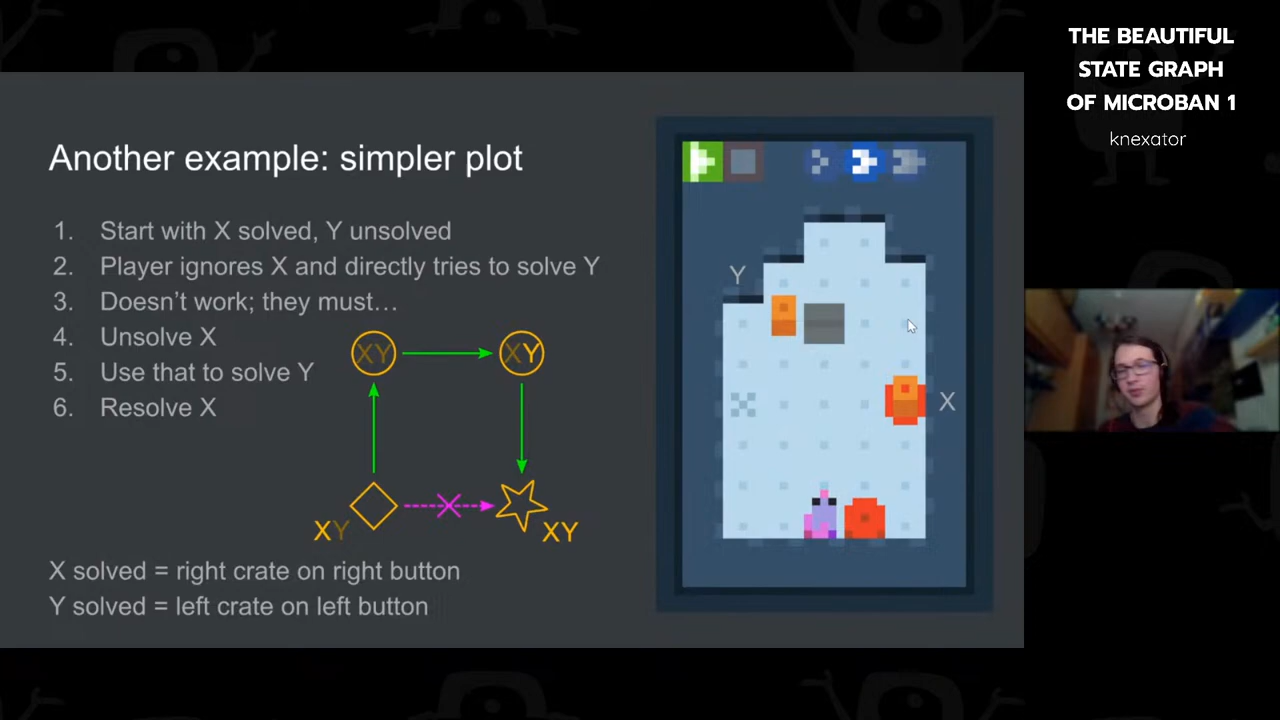 THE BEAUTIFUL
STATE GRAPH
OF MICROBAN 1
knexator
Another example: simpler plot
1. Start with X solved, Y unsolved
2. Player ignores X and directly tries to solve Y
3. Doesn't work; they must…
4. Unsolve X
5. Use that to solve Y
6. Resolve X
XY
XY
XY
XY
X solved = right crate on right button
Y solved = left crate on left button
Y
X